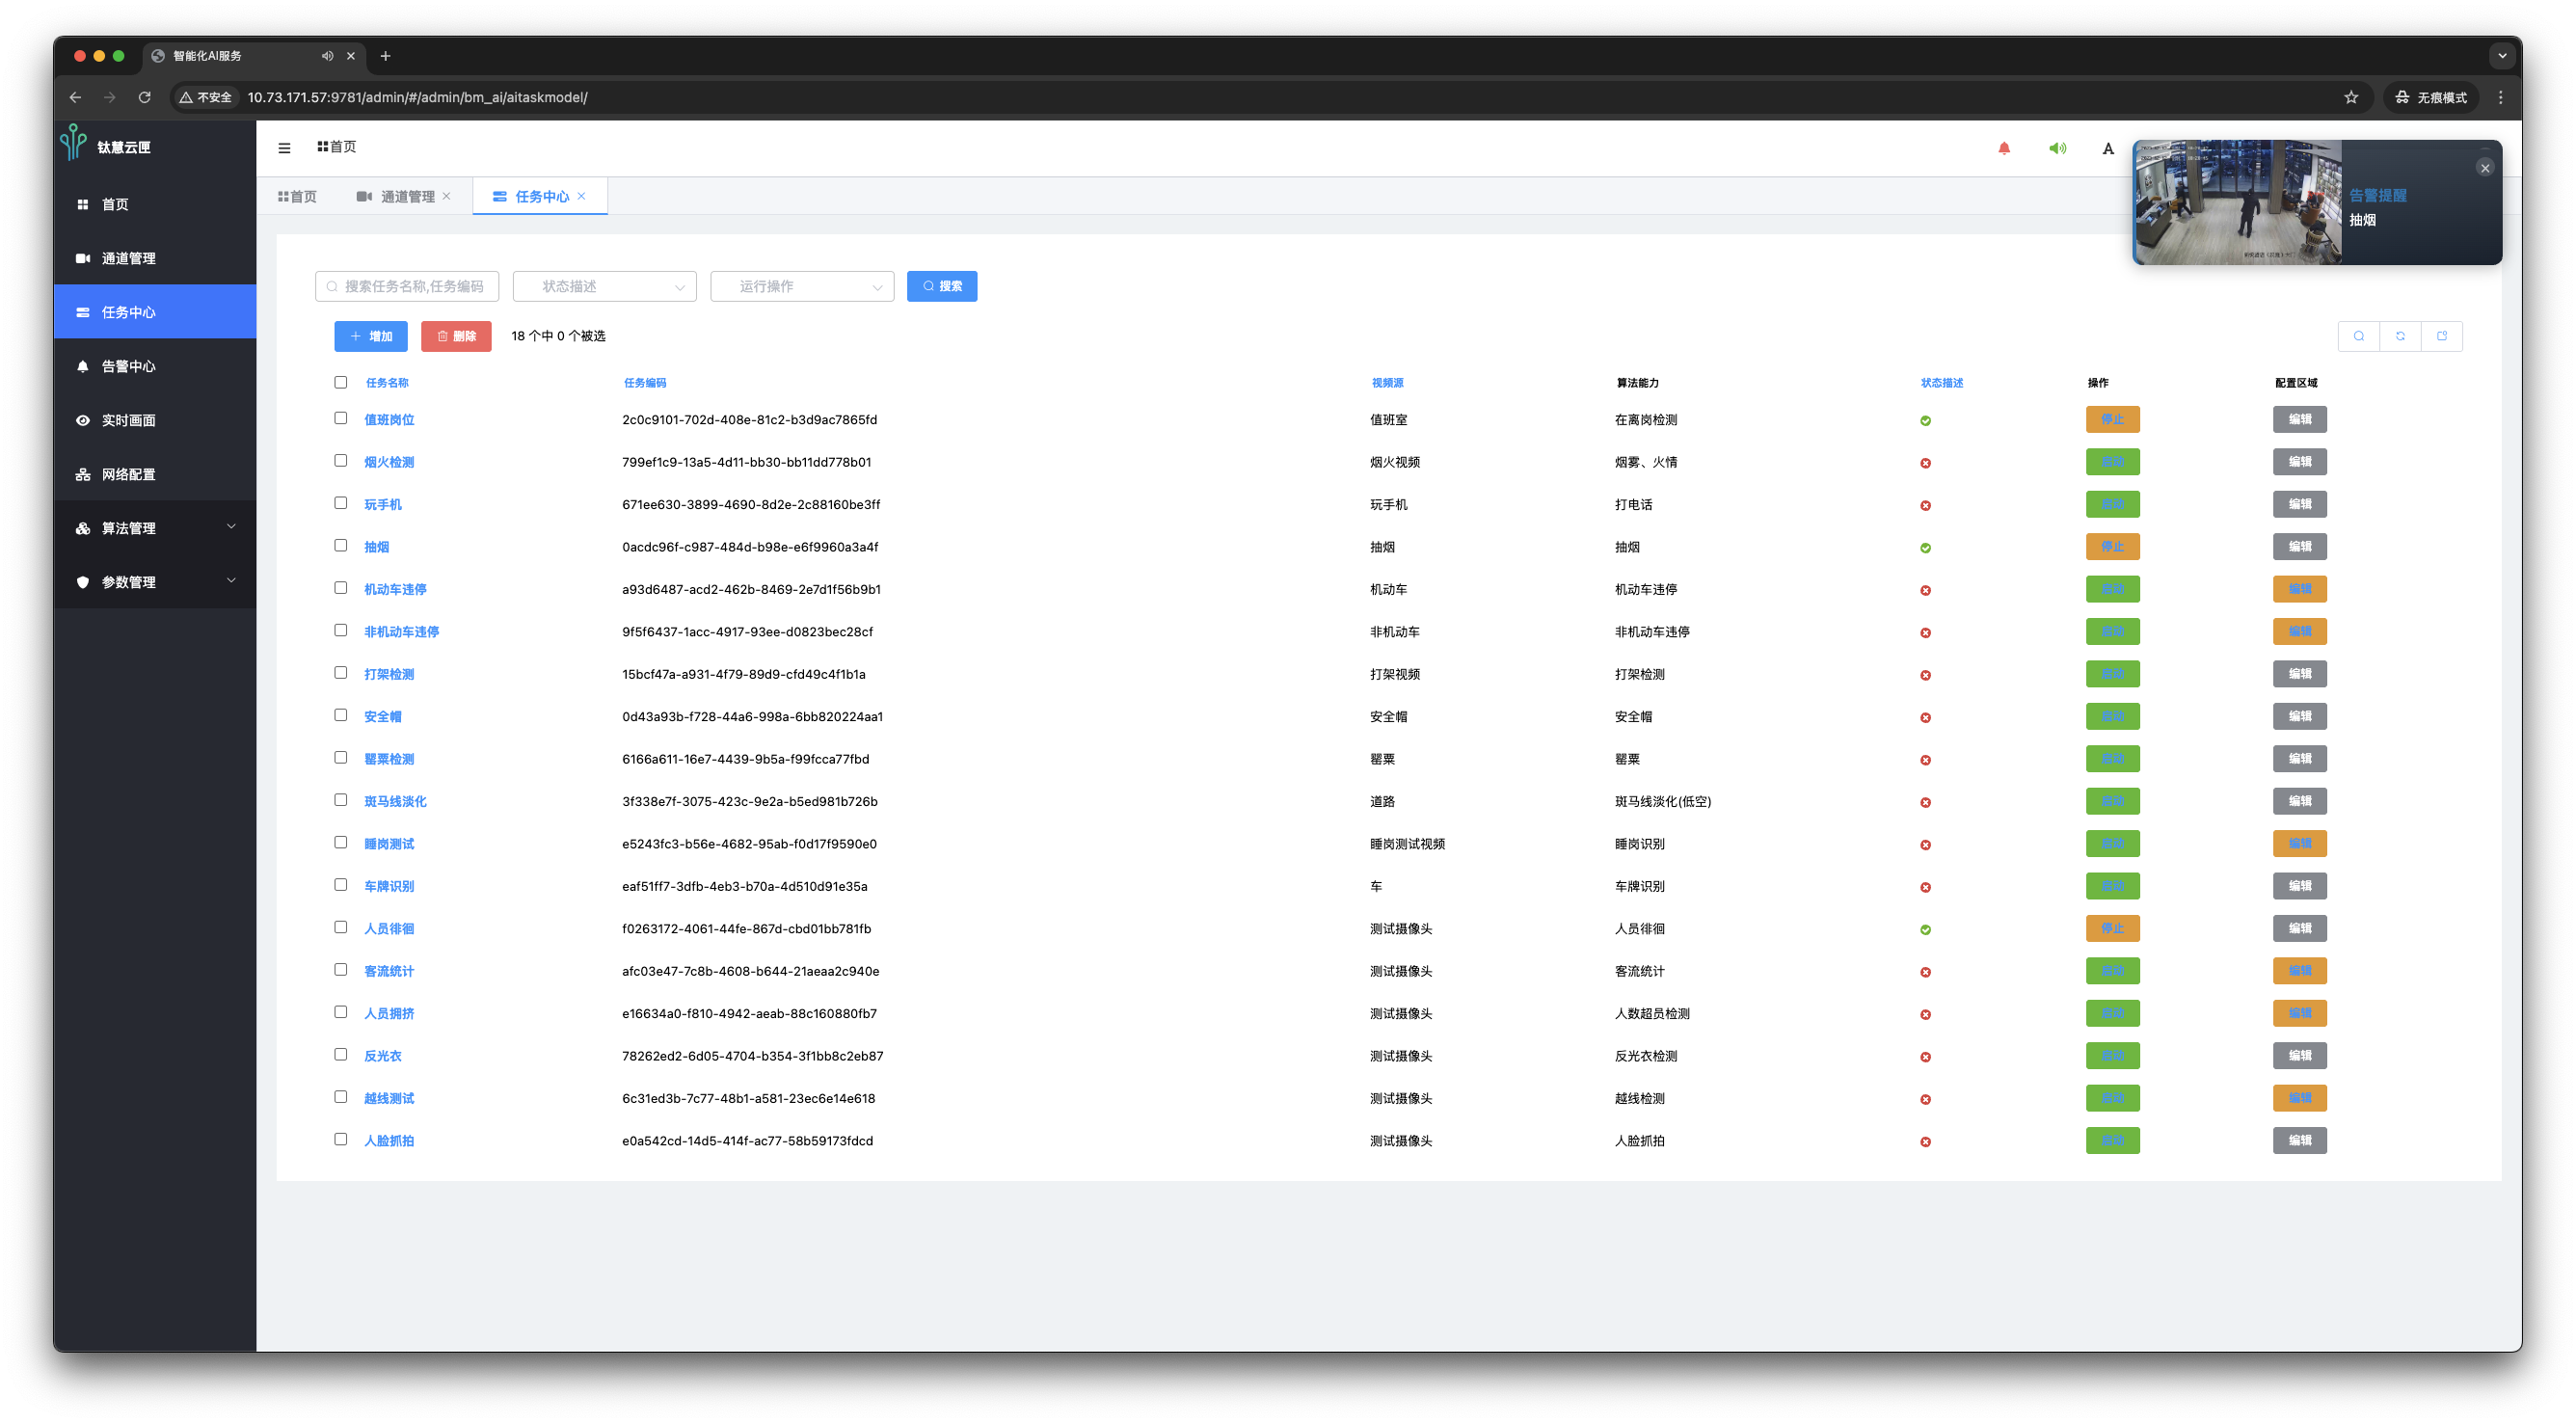 智能化AI服务
不安全 10.73.171.57:9781/admin/#/admin/bm_ai/aitaskmodel/ 无痕模式
钛慧云匣
首页
通道管理
任务中心
告警中心
实时画面
网络配置
算法管理
参数管理
首页
A
首页 通道管理 任务中心
告警提醒
抽烟
搜索任务名称,任务编码 状态描述 运行操作 搜索
增加 删除 18 个中 0 个被选
任务名称 任务编码 视频源 算法能力 状态描述 操作 配置区域
值班岗位 2c0c9101-702d-408e-81c2-b3d9ac7865fd 值班室 在离岗检测 停止 编辑
烟火检测 799ef1c9-13a5-4d11-bb30-bb11dd778b01 烟火视频 烟雾、火情 启动 编辑
玩手机 671ee630-3899-4690-8d2e-2c88160be3ff 玩手机 打电话 启动 编辑
抽烟 0acdc96f-c987-484d-b98e-e6f9960a3a4f 抽烟 抽烟 停止 编辑
机动车违停 a93d6487-acd2-462b-8469-2e7d1f56b9b1 机动车 机动车违停 启动 编辑
非机动车违停 9f5f6437-1acc-4917-93ee-d0823bec28cf 非机动车 非机动车违停 启动 编辑
打架检测 15bcf47a-a931-4f79-89d9-cfd49c4f1b1a 打架视频 打架检测 启动 编辑
安全帽 0d43a93b-f728-44a6-998a-6bb820224aa1 安全帽 安全帽 启动 编辑
罂粟检测 6166a611-16e7-4439-9b5a-f99fcca77fbd 罂粟 罂粟 启动 编辑
斑马线淡化 3f338e7f-3075-423c-9e2a-b5ed981b726b 道路 斑马线淡化(低空) 启动 编辑
睡岗测试 e5243fc3-b56e-4682-95ab-f0d17f9590e0 睡岗测试视频 睡岗识别 启动 编辑
车牌识别 eaf51ff7-3dfb-4eb3-b70a-4d510d91e35a 车 车牌识别 启动 编辑
人员徘徊 f0263172-4061-44fe-867d-cbd01bb781fb 测试摄像头 人员徘徊 停止 编辑
客流统计 afc03e47-7c8b-4608-b644-21aeaa2c940e 测试摄像头 客流统计 启动 编辑
人员拥挤 e16634a0-f810-4942-aeab-88c160880fb7 测试摄像头 人数超员检测 启动 编辑
反光衣 78262ed2-6d05-4704-b354-3f1bb8c2eb87 测试摄像头 反光衣检测 启动 编辑
越线测试 6c31ed3b-7c77-48b1-a581-23ec6e14e618 测试摄像头 越线检测 启动 编辑
人脸抓拍 e0a542cd-14d5-414f-ac77-58b59173fdcd 测试摄像头 人脸抓拍 启动 编辑